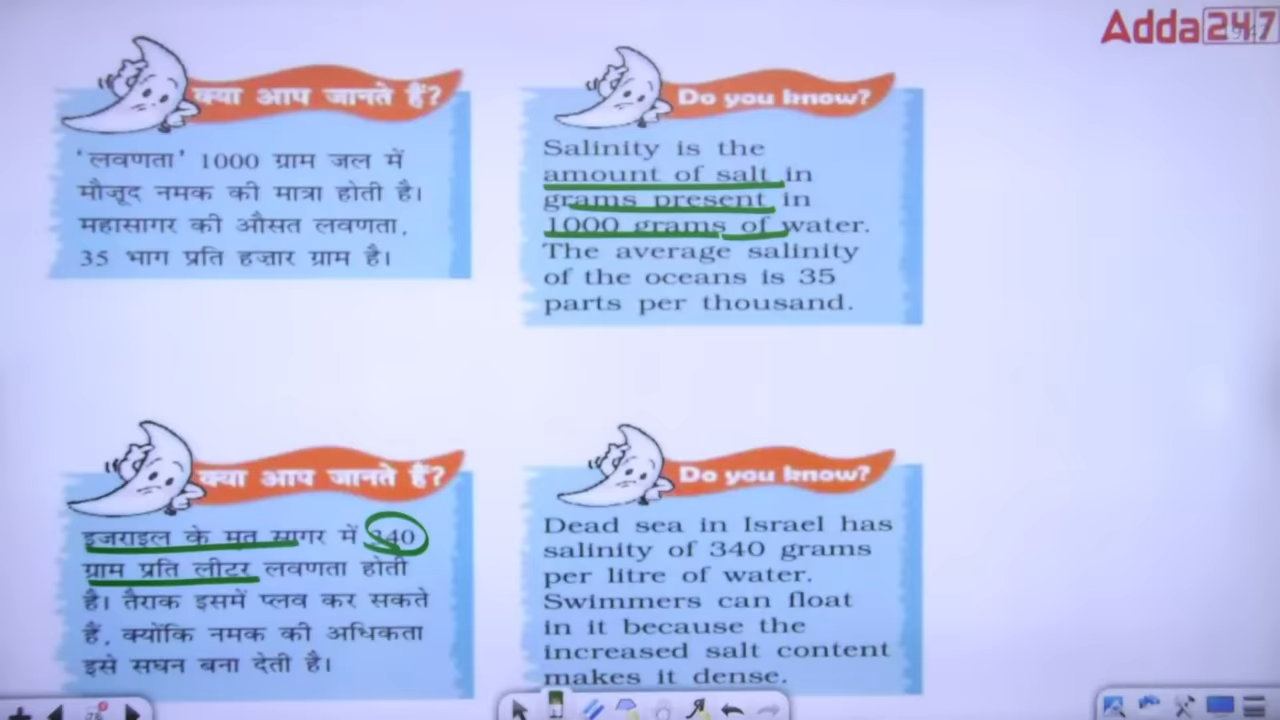 Adda247
क्या आप जानते हैं?
'लवणता' 1000 ग्राम जल में
मौजूद नमक की मात्रा होती है।
महासागर की औसत लवणता,
35 भाग प्रति हज़ार ग्राम है।
Do you know?
Salinity is the
amount of salt in
grams present in
1000 grams of water.
The average salinity
of the oceans is 35
parts per thousand.
क्या आप जानते हैं?
इजराइल के मृत सागर में 340
ग्राम प्रति लीटर लवणता होती
है। तैराक इसमें प्लव कर सकते
हैं, क्योंकि नमक की अधिकता
इसे सघन बना देती है।
Do you know?
Dead sea in Israel has
salinity of 340 grams
per litre of water.
Swimmers can float
in it because the
increased salt content
makes it dense.